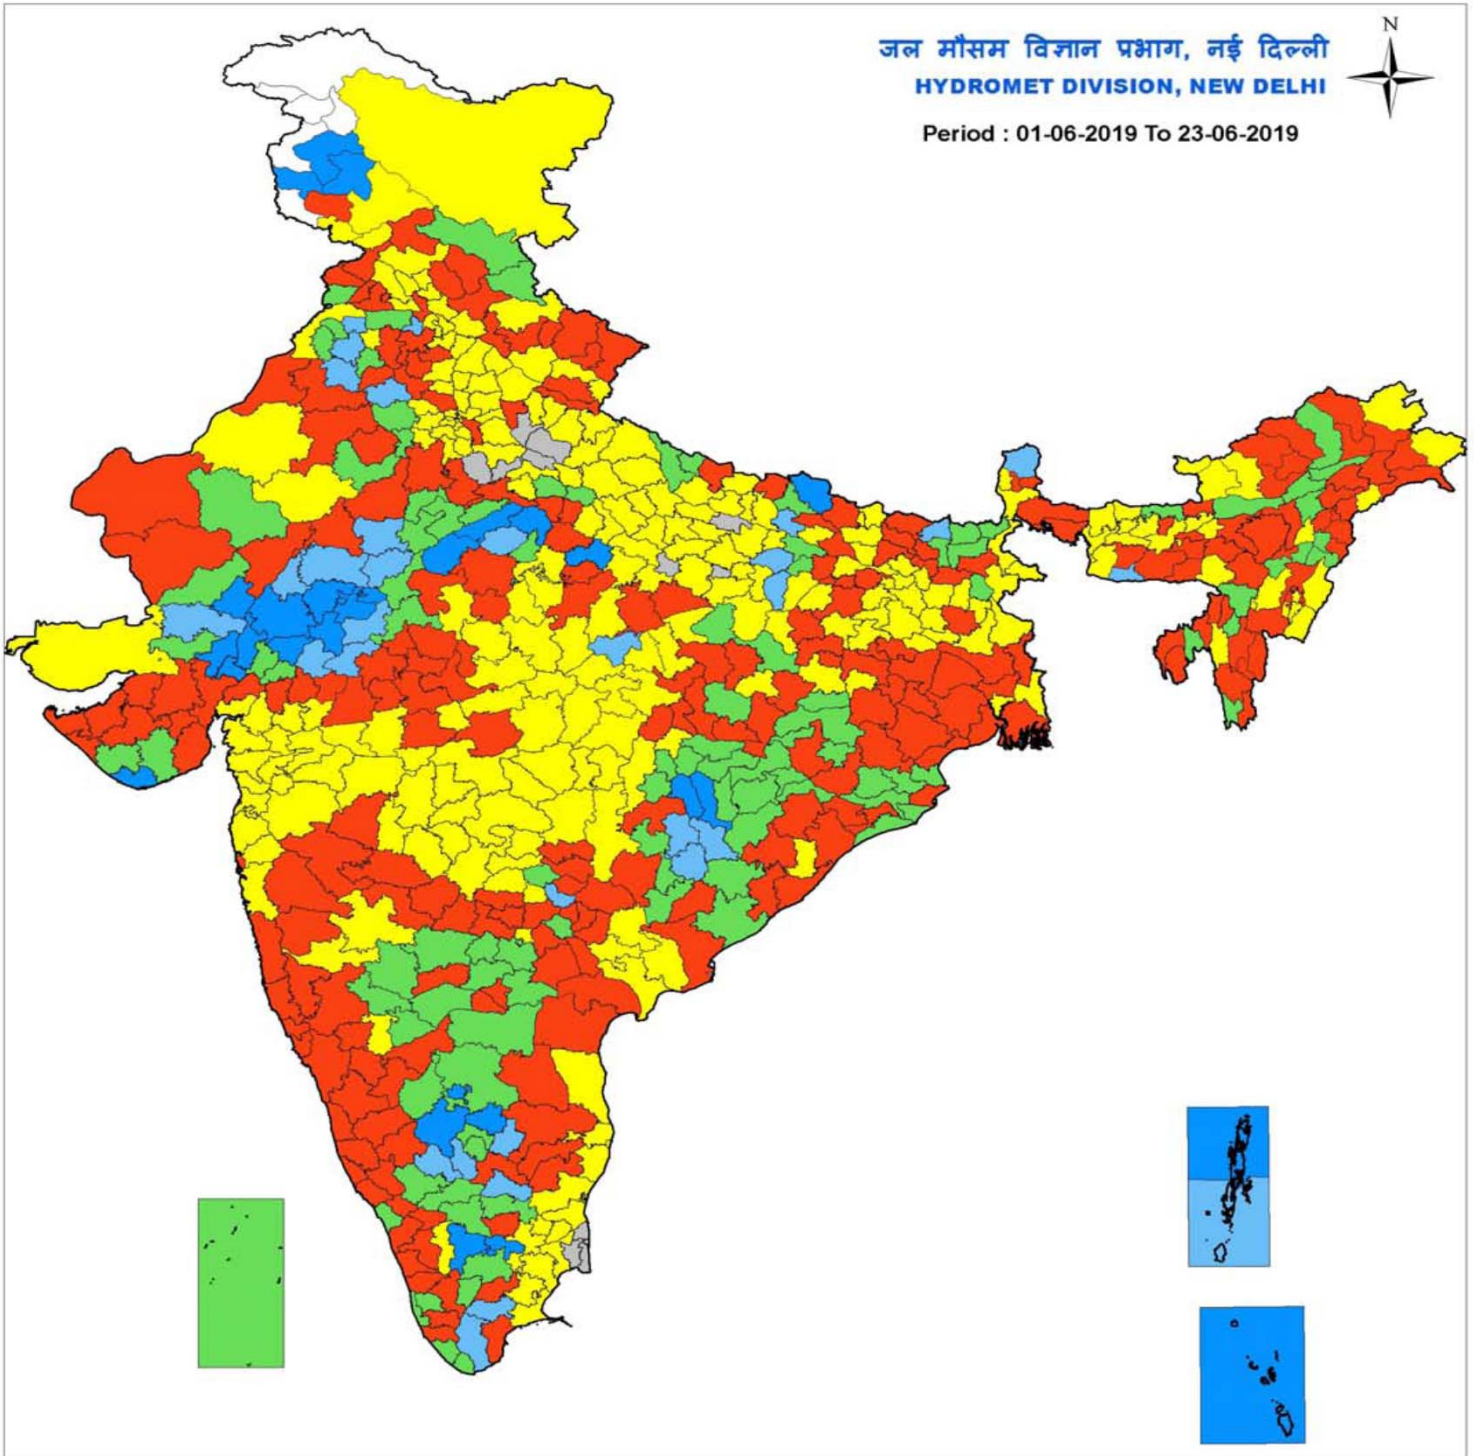 जल मौसम विज्ञान प्रभाग, नई दिल्ली
N
HYDROMET DIVISION, NEW DELHI
Period : 01-06-2019 To 23-06-2019